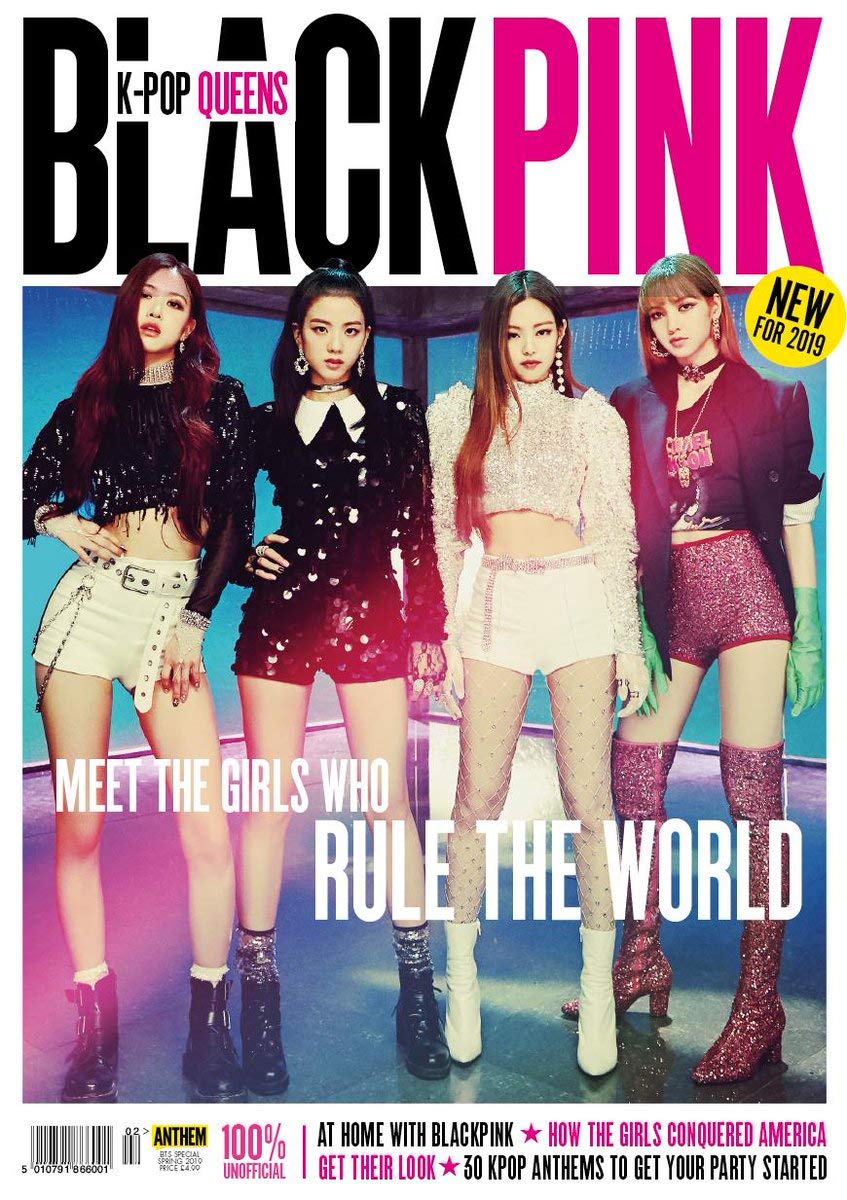 BLACKPINK
K-POP QUEENS
NEW
FOR 2019
MEET THE GIRLS WHO
RULE THE WORLD
02>
02
5 010791 866001
ANTHEM
BTS SPECIAL
SPRING 2019
PRICE £4.99
100%
UNOFFICIAL
AT HOME WITH BLACKPINK ★ HOW THE GIRLS CONQUERED AMERICA
GET THEIR LOOK ★ 30 KPOP ANTHEMS TO GET YOUR PARTY STARTED